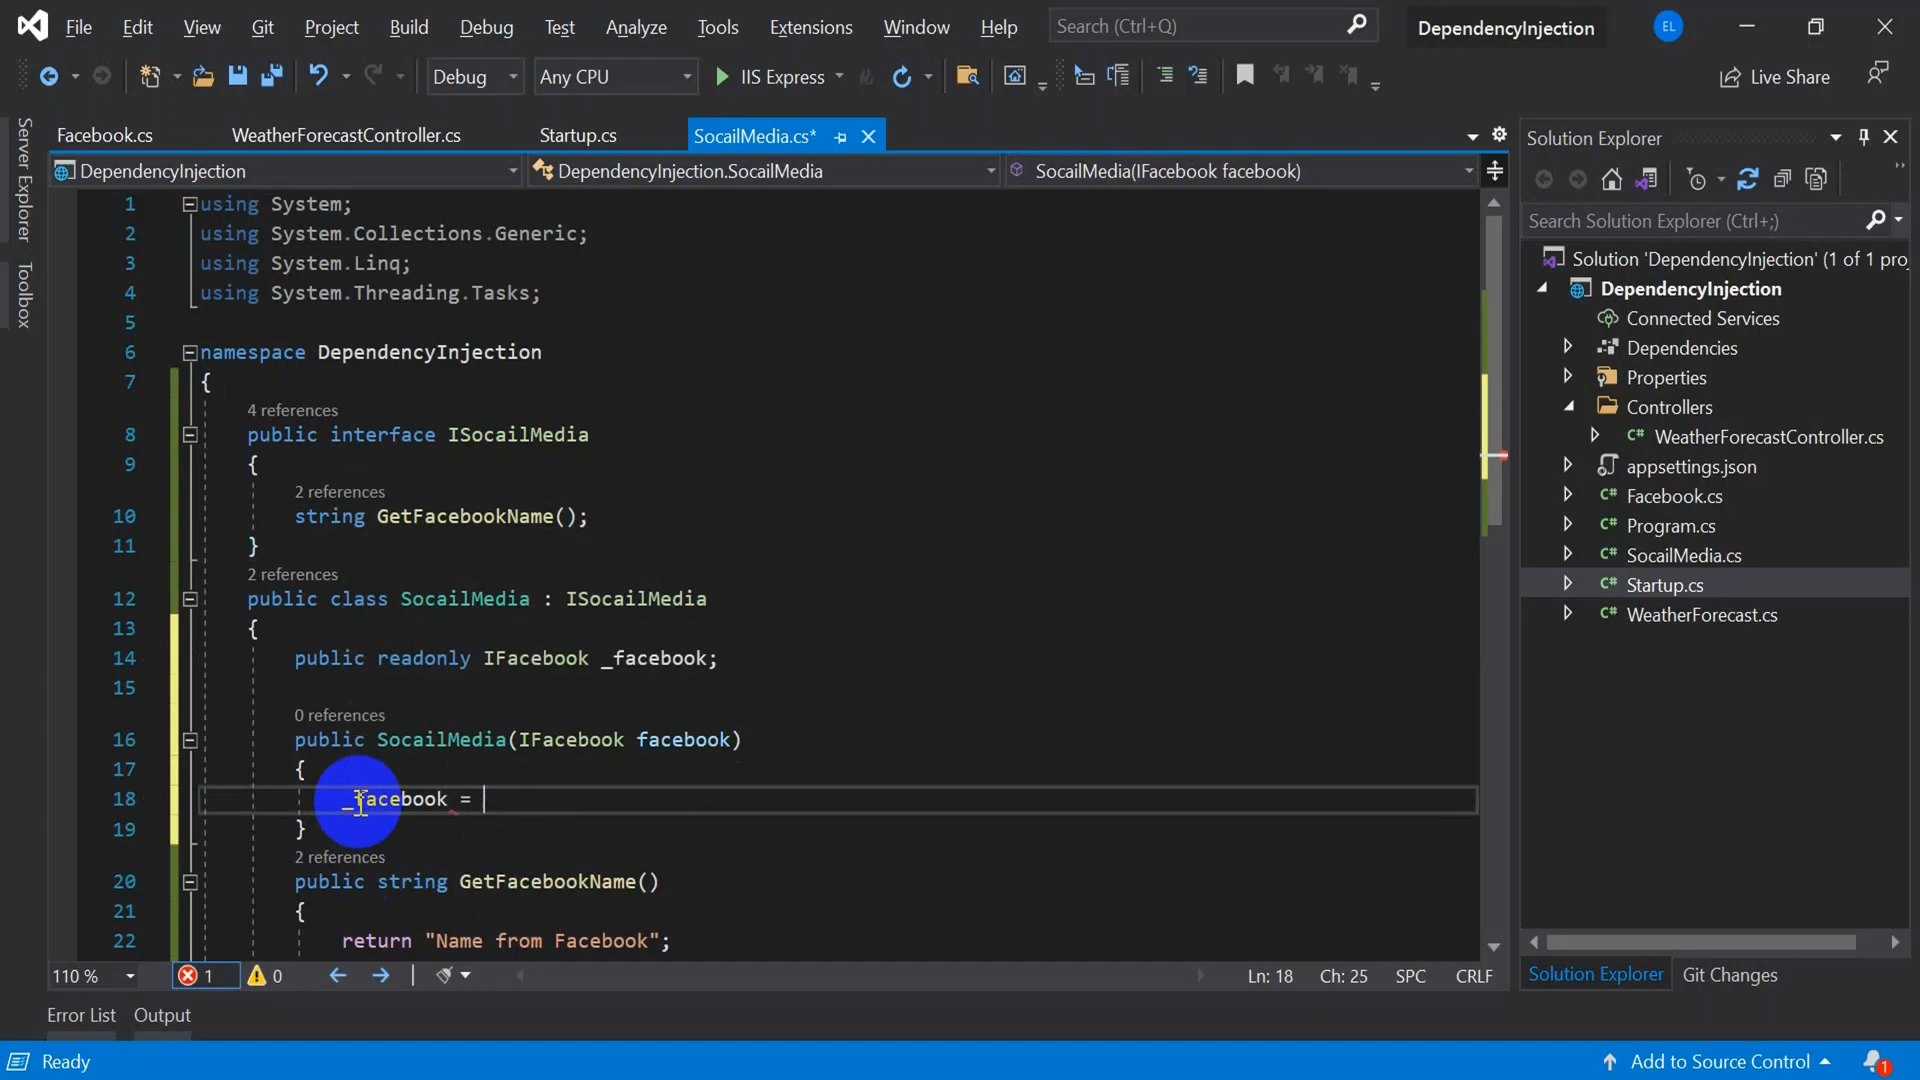 File Edit View Git Project Build Debug Test Analyze Tools Extensions Window Help Search (Ctrl+Q) DependencyInjection EL
Debug Any CPU IIS Express Live Share
Server Explorer
Toolbox
Facebook.cs WeatherForecastController.cs Startup.cs SocailMedia.cs*
DependencyInjection DependencyInjection.SocailMedia SocailMedia(IFacebook facebook)
1 using System;
2 using System.Collections.Generic;
3 using System.Linq;
4 using System.Threading.Tasks;
5
6 namespace DependencyInjection
7 {
4 references
8 public interface ISocailMedia
9 {
2 references
10 string GetFacebookName();
11 }
2 references
12 public class SocailMedia : ISocailMedia
13 {
14 public readonly IFacebook _facebook;
15
0 references
16 public SocailMedia(IFacebook facebook)
17 {
18 _facebook =
19 }
2 references
20 public string GetFacebookName()
21 {
22 return "Name from Facebook";
110 % 1 0 Ln: 18 Ch: 25 SPC CRLF
Error List Output
Solution Explorer
Search Solution Explorer (Ctrl+;)
Solution 'DependencyInjection' (1 of 1 pro
DependencyInjection
Connected Services
Dependencies
Properties
Controllers
C# WeatherForecastController.cs
appsettings.json
C# Facebook.cs
C# Program.cs
C# SocailMedia.cs
C# Startup.cs
C# WeatherForecast.cs
Solution Explorer Git Changes
Ready Add to Source Control 1